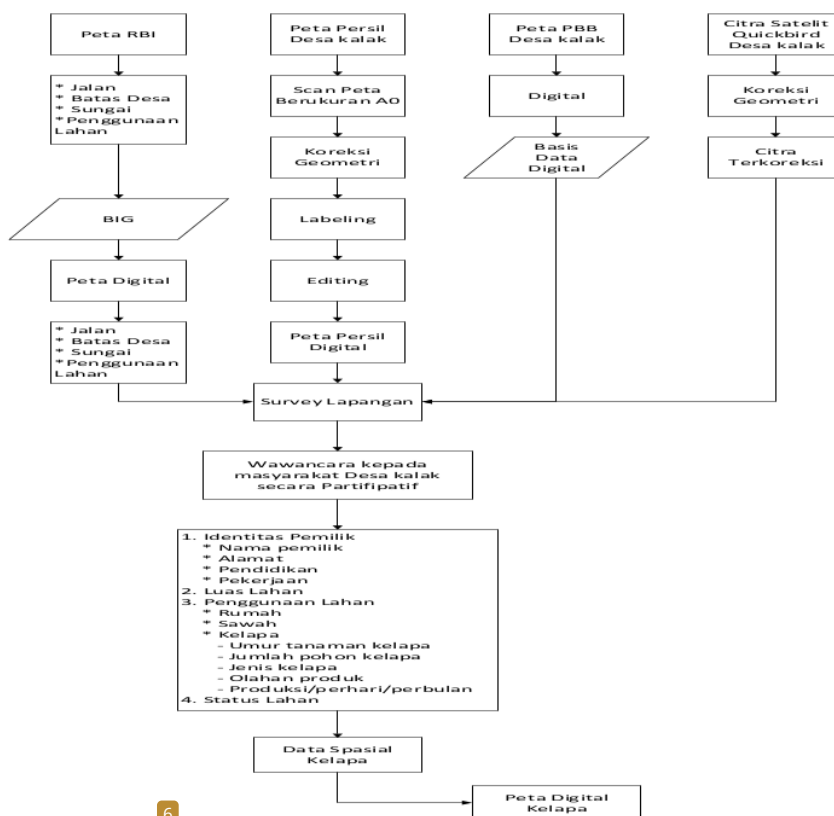 Peta RBI
* Jalan
* Batas Desa
* Sungai
*Penggunaan
Lahan
BIG
Peta Digital
* Jalan
* Batas Desa
* Sungai
*Penggunaan
Lahan
Peta Persil
Desa kalak
Scan Peta
Berukuran A0
Koreksi
Geometri
Labeling
Editing
Peta Persil
Digital
Peta PBB
Desa kalak
Digital
Basis
Data
Digital
Citra Satelit
Quickbird
Desa kalak
Koreksi
Geometri
Citra
Terkoreksi
Survey Lapangan
Wawancara kepada
masyarakat Desa kalak
secara Partifipatif
1. Identitas Pemilik
* Nama pemilik
* Alamat
* Pendidikan
* Pekerjaan
2. Luas Lahan
3. Penggunaan Lahan
* Rumah
* Sawah
* Kelapa
- Umur tanaman kelapa
- Jumlah pohon kelapa
- Jenis kelapa
- Olahan produk
- Produksi/perhari/perbulan
4. Status Lahan
Data Spasial
Kelapa
Peta Digital
Kelapa
6